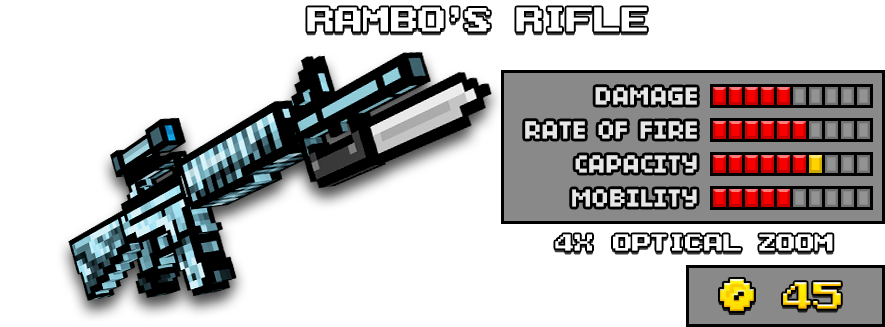 RAMBO'S RIFLE
DAMAGE
RATE OF FIRE
CAPACITY
MOBILITY
4X OPTICAL ZOOM
45